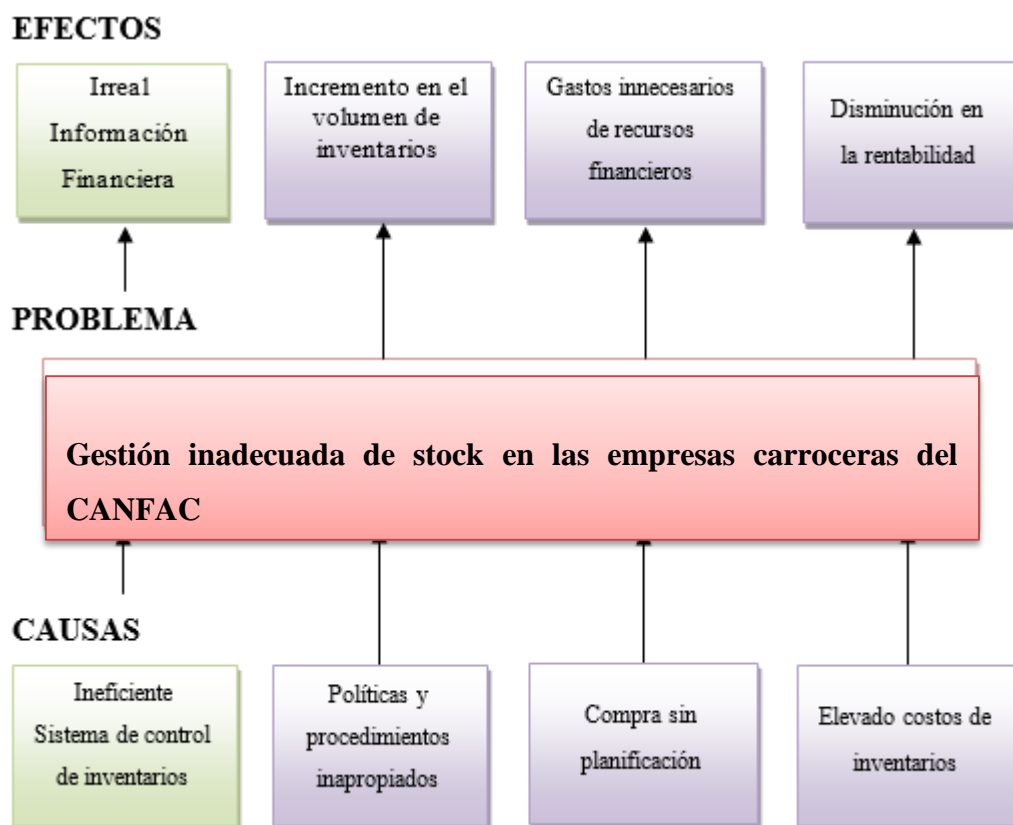 EFECTOS
Irreal
Información
Financiera
Incremento en el
volumen de
inventarios
Gastos innecesarios
de recursos
financieros
Disminución en
la rentabilidad
PROBLEMA
Gestión inadecuada de stock en las empresas carroceras del
CANFAC
CAUSAS
Ineficiente
Sistema de control
de inventarios
Políticas y
procedimientos
inapropiados
Compra sin
planificación
Elevado costos de
inventarios